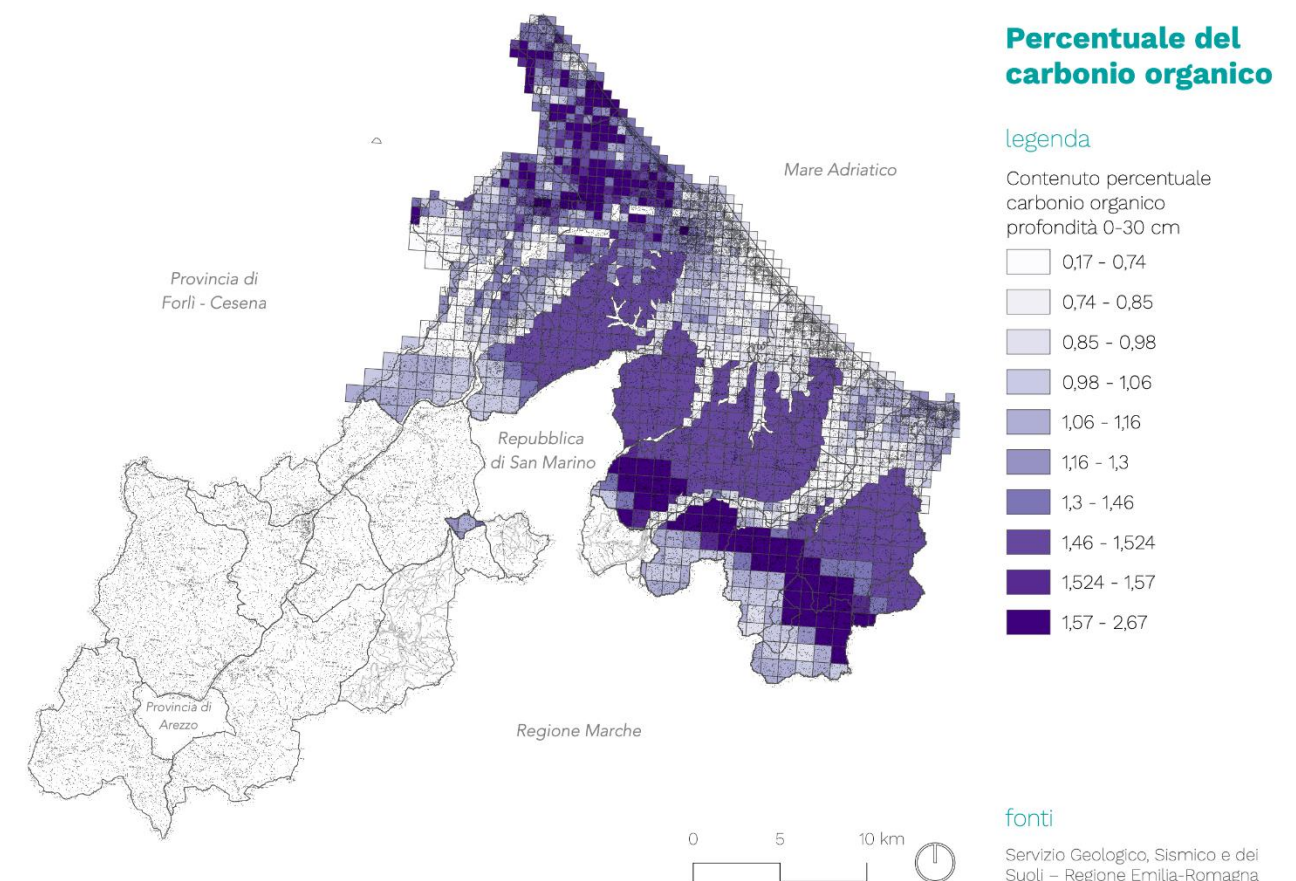 Percentuale del
carbonio organico
legenda
Contenuto percentuale
carbonio organico
profondità 0-30 cm
0,17 - 0,74
0,74 - 0,85
0,85 - 0,98
0,98 - 1,06
1,06 - 1,16
1,16 - 1,3
1,3 - 1,46
1,46 - 1,524
1,524 - 1,57
1,57 - 2,67
Mare Adriatico
Provincia di
Forlì - Cesena
Repubblica
di San Marino
Provincia di
Arezzo
Regione Marche
0 5 10 km
fonti
Servizio Geologico, Sismico e dei
Suoli – Regione Emilia-Romagna